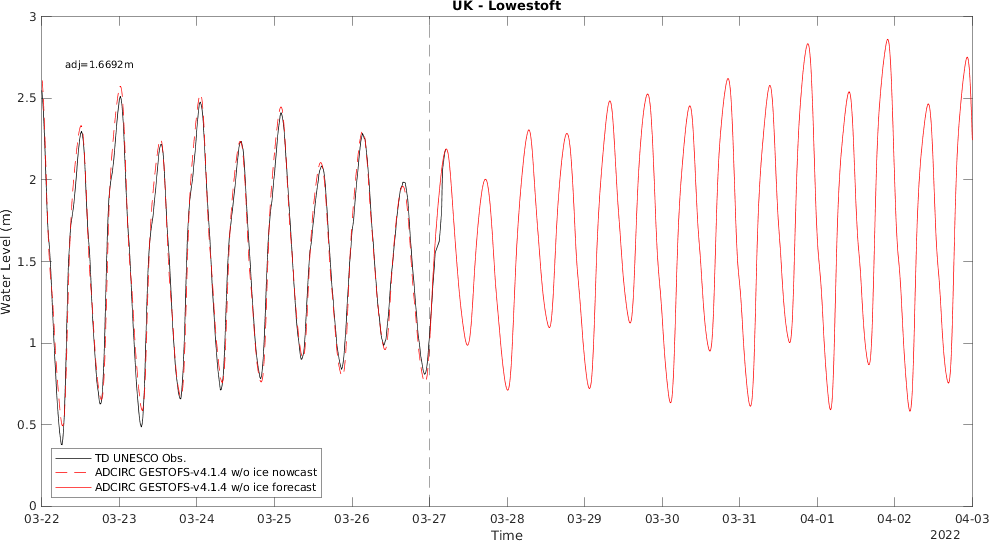 UK - Lowestoft
adj=1.6692m
Water Level (m)
3
2.5
2
1.5
1
0.5
0
TD UNESCO Obs.
ADCIRC GESTOFS-v4.1.4 w/o ice nowcast
ADCIRC GESTOFS-v4.1.4 w/o ice forecast
03-22 03-23 03-24 03-25 03-26 03-27 03-28 03-29 03-30 03-31 04-01 04-02 04-03
Time
2022